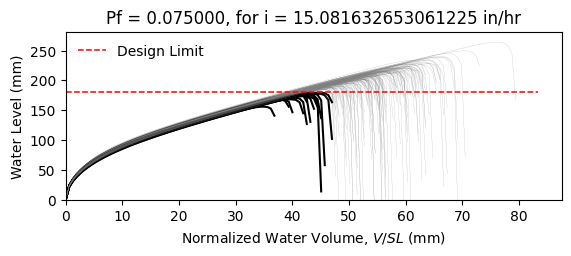 Pf = 0.075000, for i = 15.081632653061225 in/hr
Design Limit
Water Level (mm)
250
200
150
100
50
0
0 10 20 30 40 50 60 70 80
Normalized Water Volume, V/SL (mm)